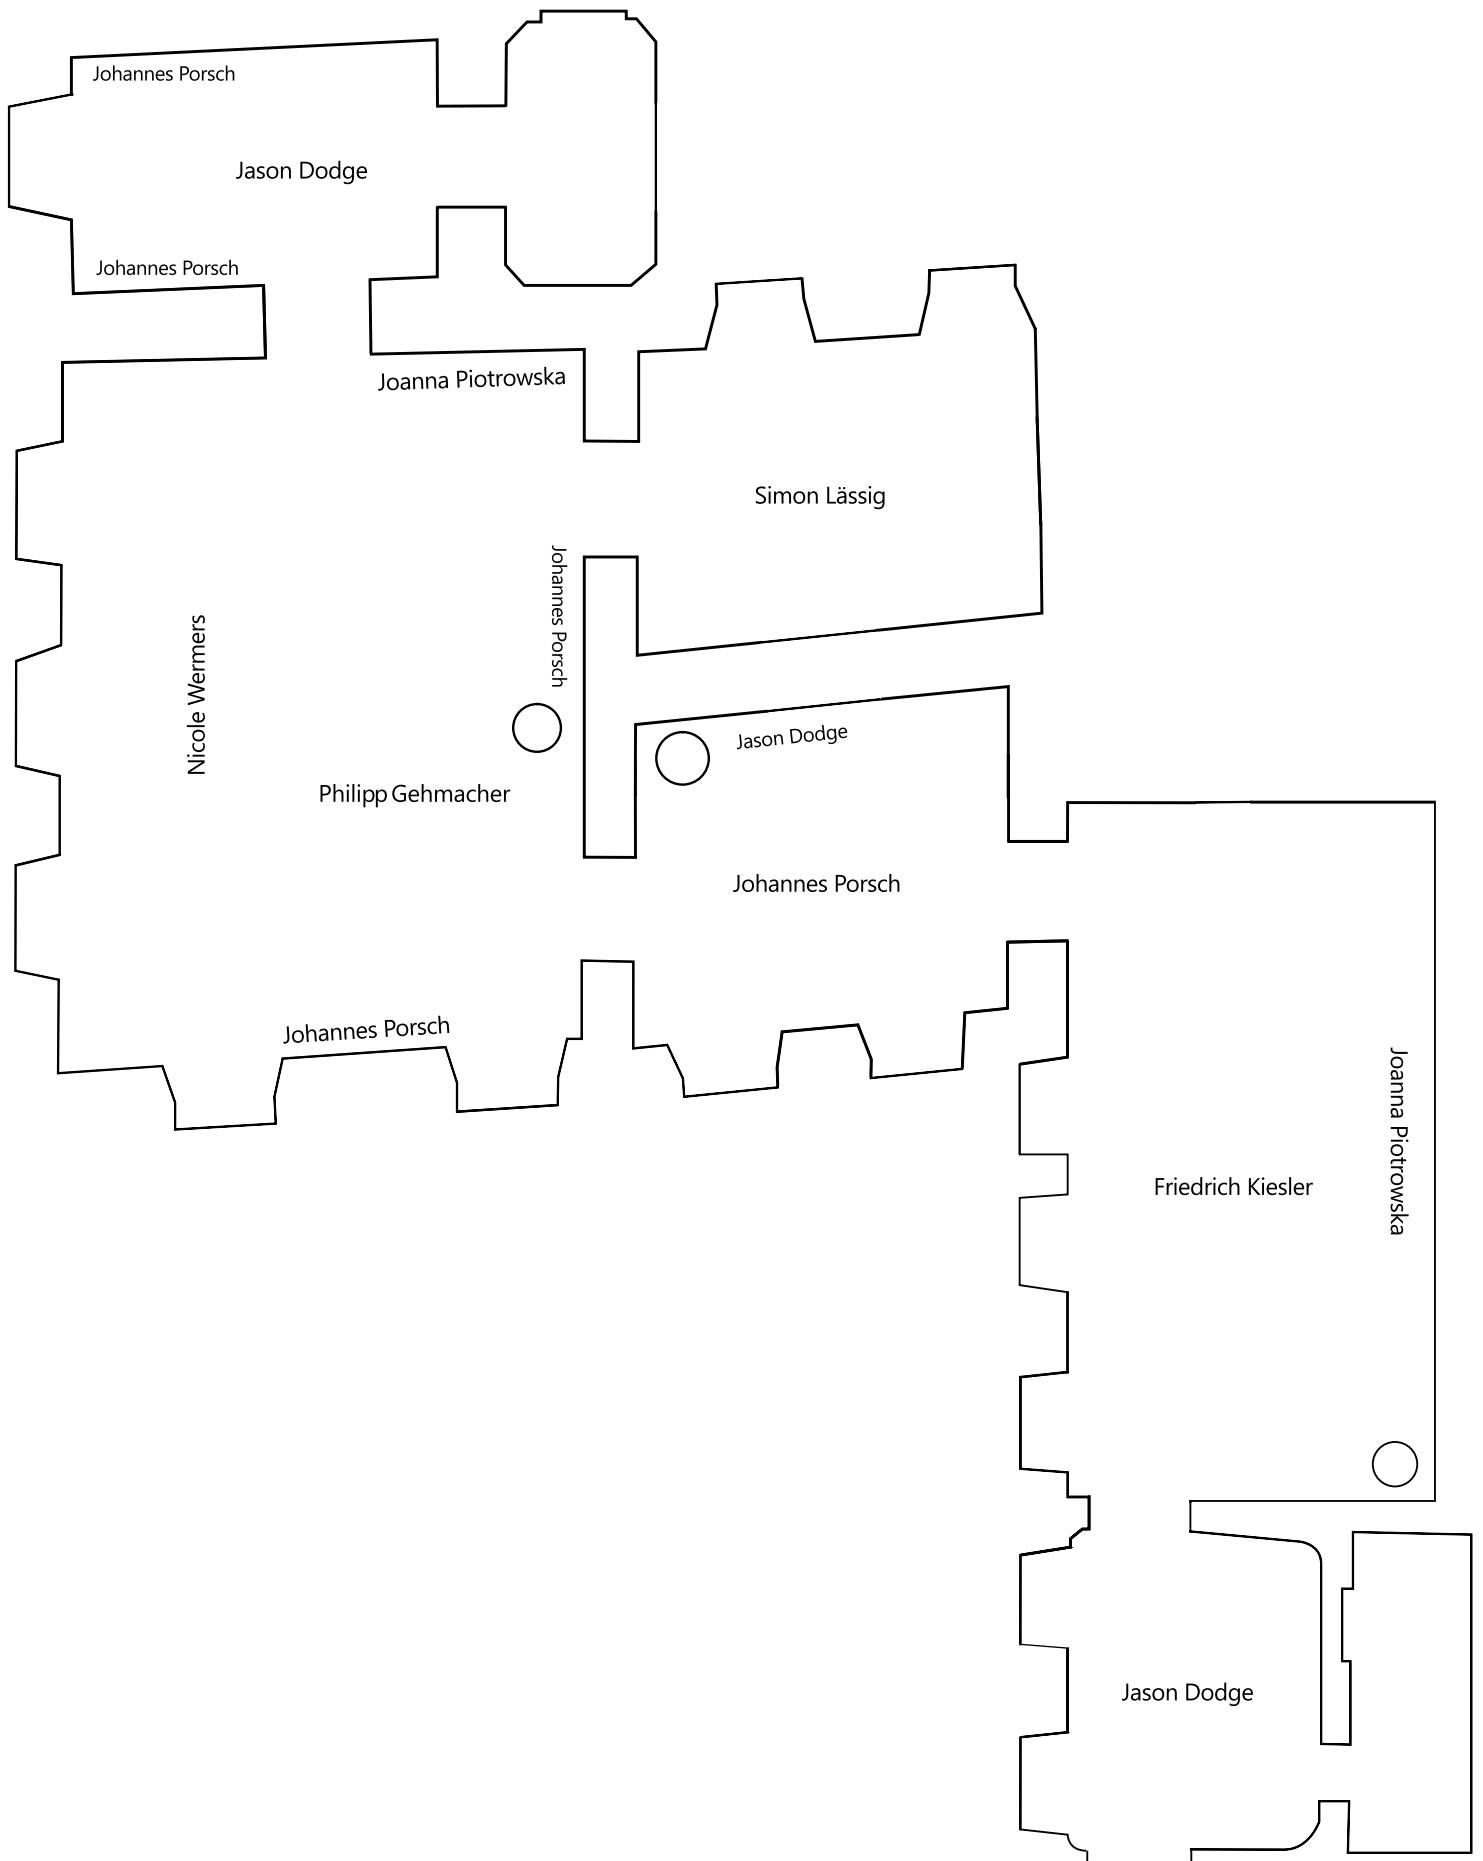 Johannes Porsch
Jason Dodge
Johannes Porsch
Joanna Piotrowska
Simon Lässig
Johannes Porsch
Nicole Wermers
Jason Dodge
Philipp Gehmacher
Johannes Porsch
Johannes Porsch
Joanna Piotrowska
Friedrich Kiesler
Jason Dodge